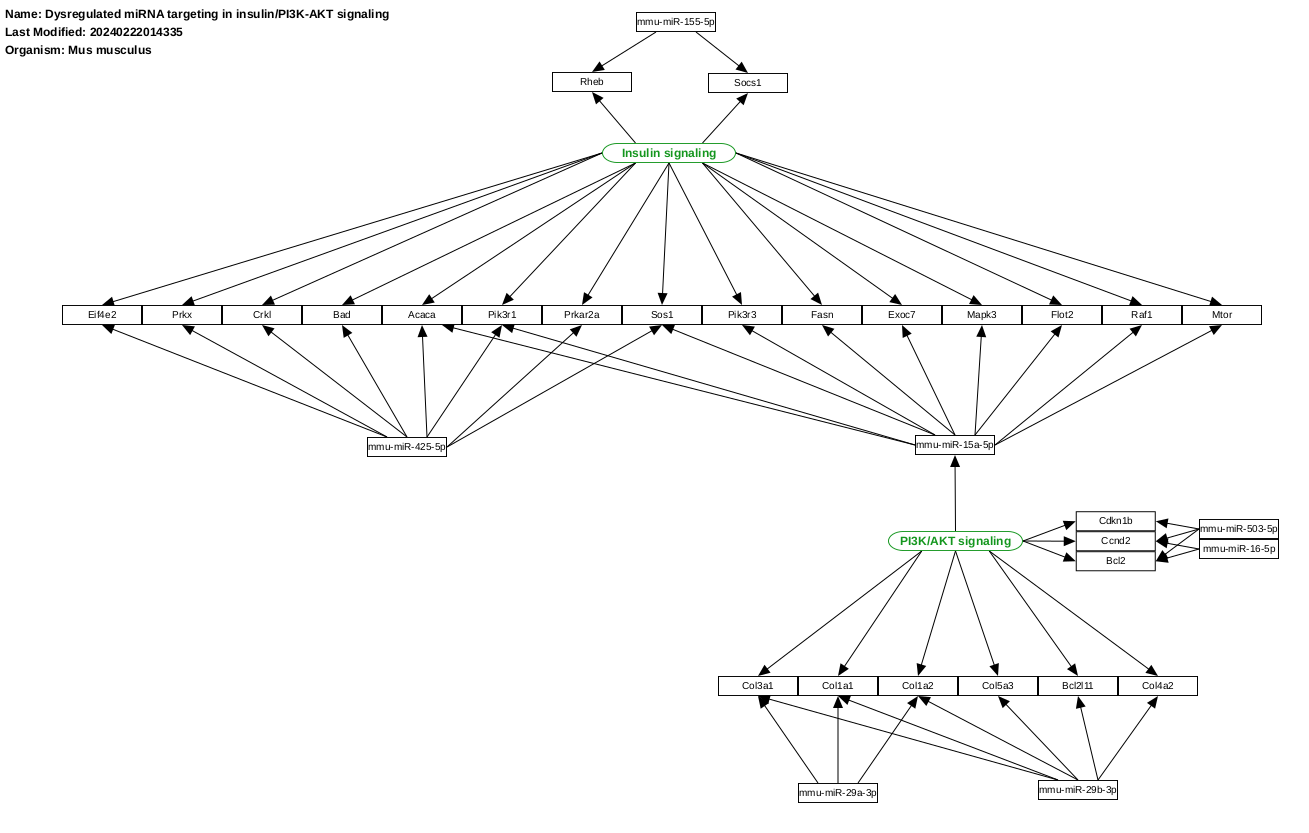 Name: Dysregulated miRNA targeting in insulin/PI3K-AKT signaling
Last Modified: 20240222014335
Organism: Mus musculus
mmu-miR-155-5p
Rheb
Socs1
Insulin signaling
Eif4e2
Prkx
Crkl
Bad
Acaca
Pik3r1
Prkar2a
Sos1
Pik3r3
Fasn
Exoc7
Mapk3
Flot2
Raf1
Mtor
mmu-miR-425-5p
mmu-miR-15a-5p
PI3K/AKT signaling
Cdkn1b
Ccnd2
Bcl2
mmu-miR-503-5p
mmu-miR-16-5p
Col3a1
Col1a1
Col1a2
Col5a3
Bcl2l11
Col4a2
mmu-miR-29a-3p
mmu-miR-29b-3p